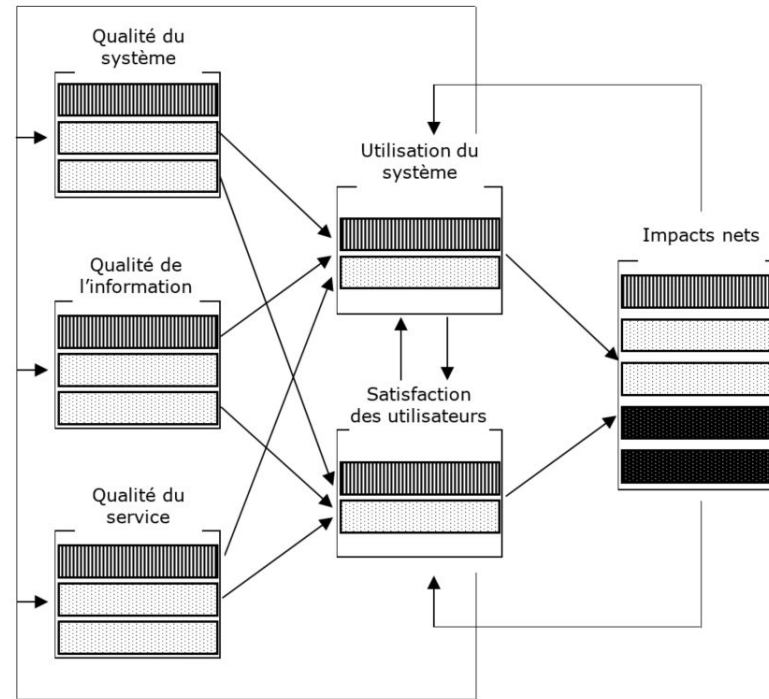 Qualité du
système
Utilisation du
système
Impacts nets
Qualité de
l'information
Satisfaction
des utilisateurs
Qualité du
service